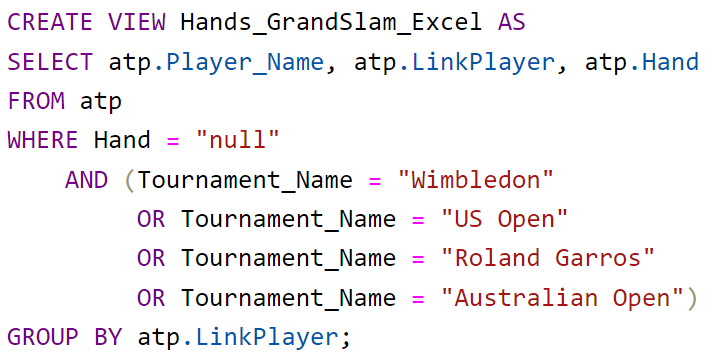 CREATE VIEW Hands_GrandSlam_Excel AS
SELECT atp.Player_Name, atp.LinkPlayer, atp.Hand
FROM atp
WHERE Hand = "null"
    AND (Tournament_Name = "Wimbledon"
         OR Tournament_Name = "US Open"
         OR Tournament_Name = "Roland Garros"
         OR Tournament_Name = "Australian Open")
GROUP BY atp.LinkPlayer;